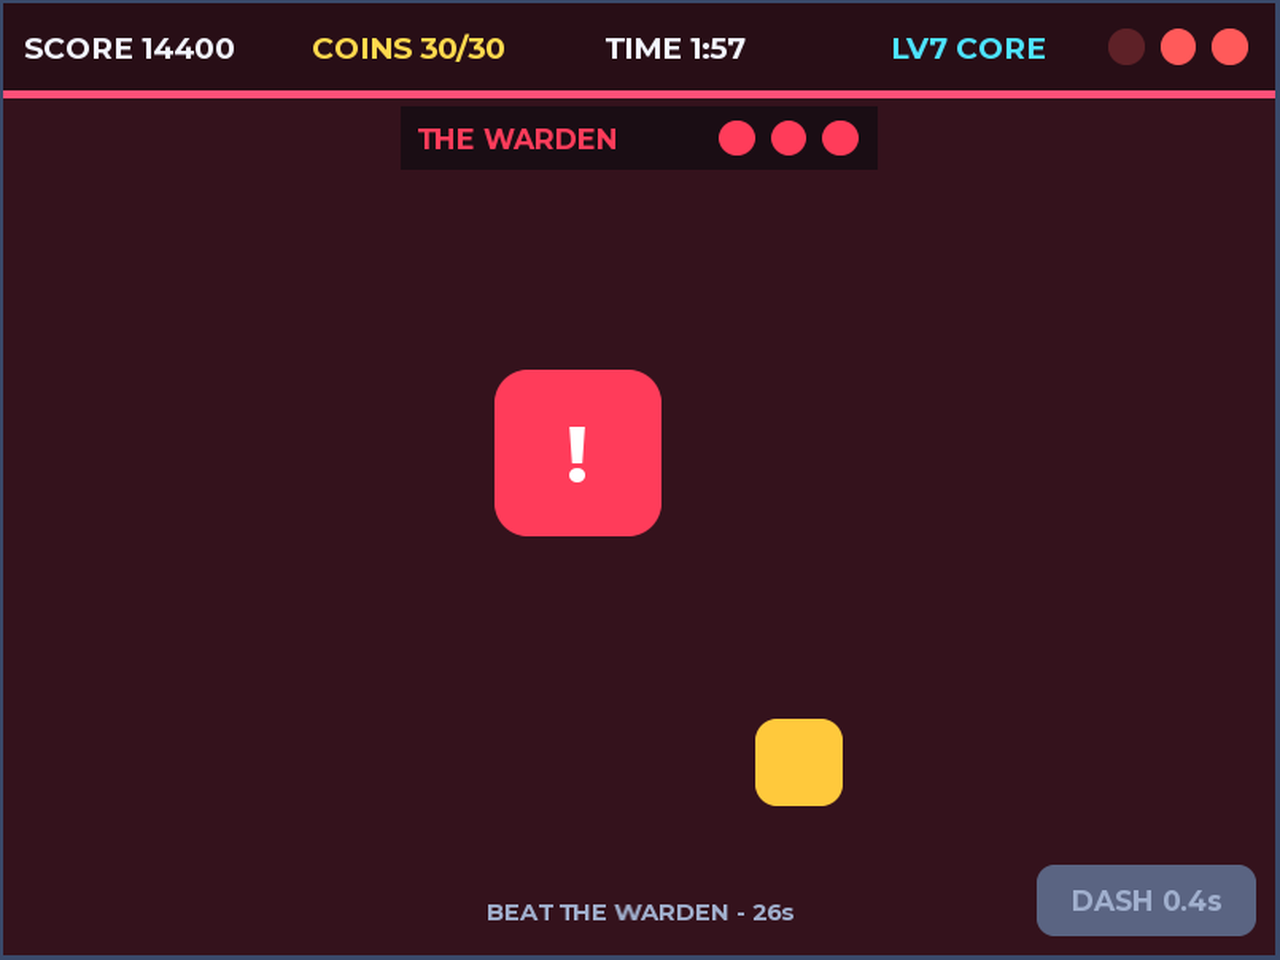 SCORE 14400 COINS 30/30 TIME 1:57 LV7 CORE
THE WARDEN
!
BEAT THE WARDEN - 26s
DASH 0.4s